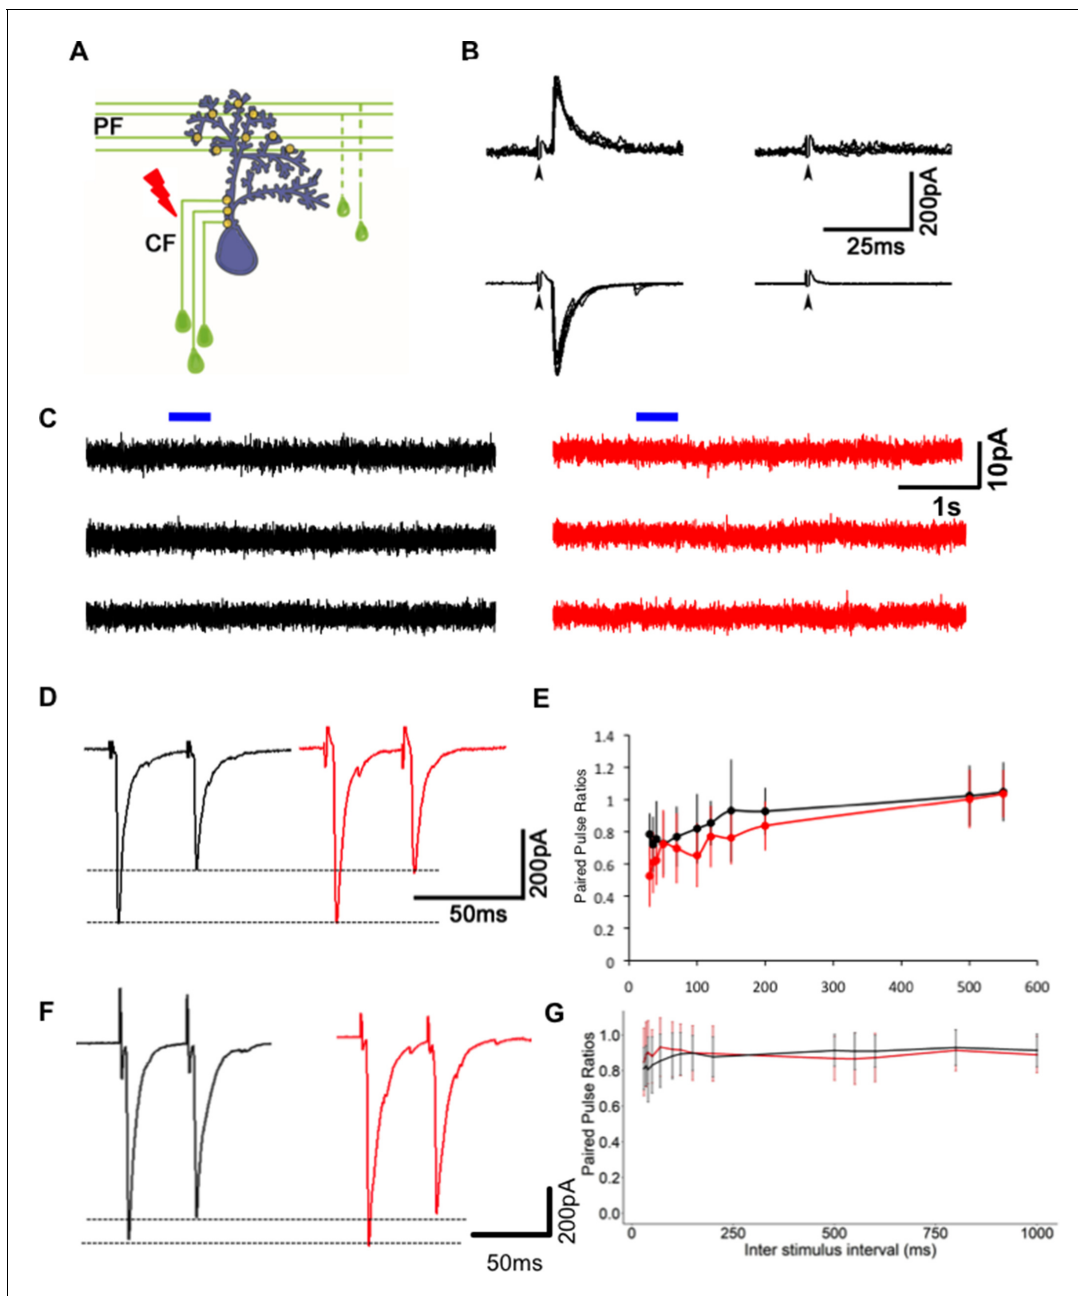 A
PF
CF
B
200pA
25ms
C
10pA
1s
D
200pA
50ms
E
Paired Pulse Ratios
1.4
1.2
1
0.8
0.6
0.4
0.2
0
0 100 200 300 400 500 600
F
200pA
50ms
G
Paired Pulse Ratios
1.0
0.8
0.6
0.4
0.2
0.0
0 250 500 750 1000
Inter stimulus interval (ms)